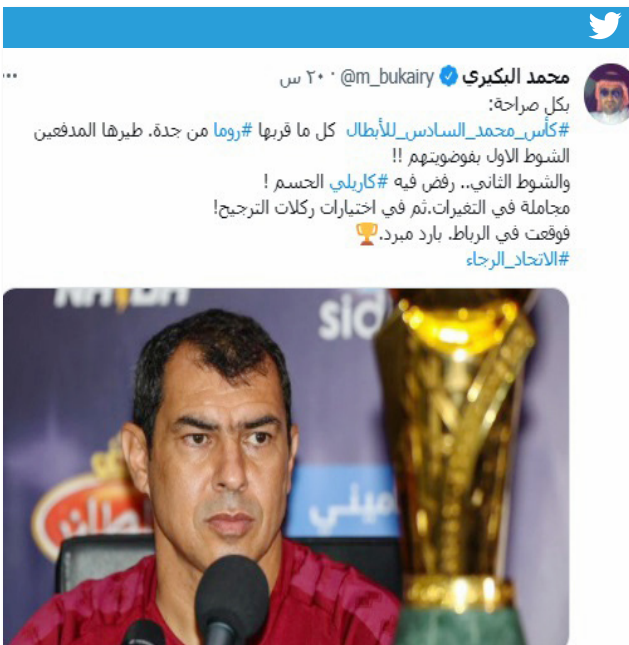 محمد البكيري @m_bukairy · ٢٠ س
بكل صراحة:
#كأس_محمد_السادس_للأبطال كل ما قربها #روما من جدة. طيرها المدفعين
الشوط الاول بفوضويتهم !!
والشوط الثاني.. رفض فيه #كاريلي الحسم !
مجاملة في التغيرات.ثم في اختيارات ركلات الترجيح!
فوقعت في الرباط. بارد مبرد.🏆
#الاتحاد_الرجاء
sid